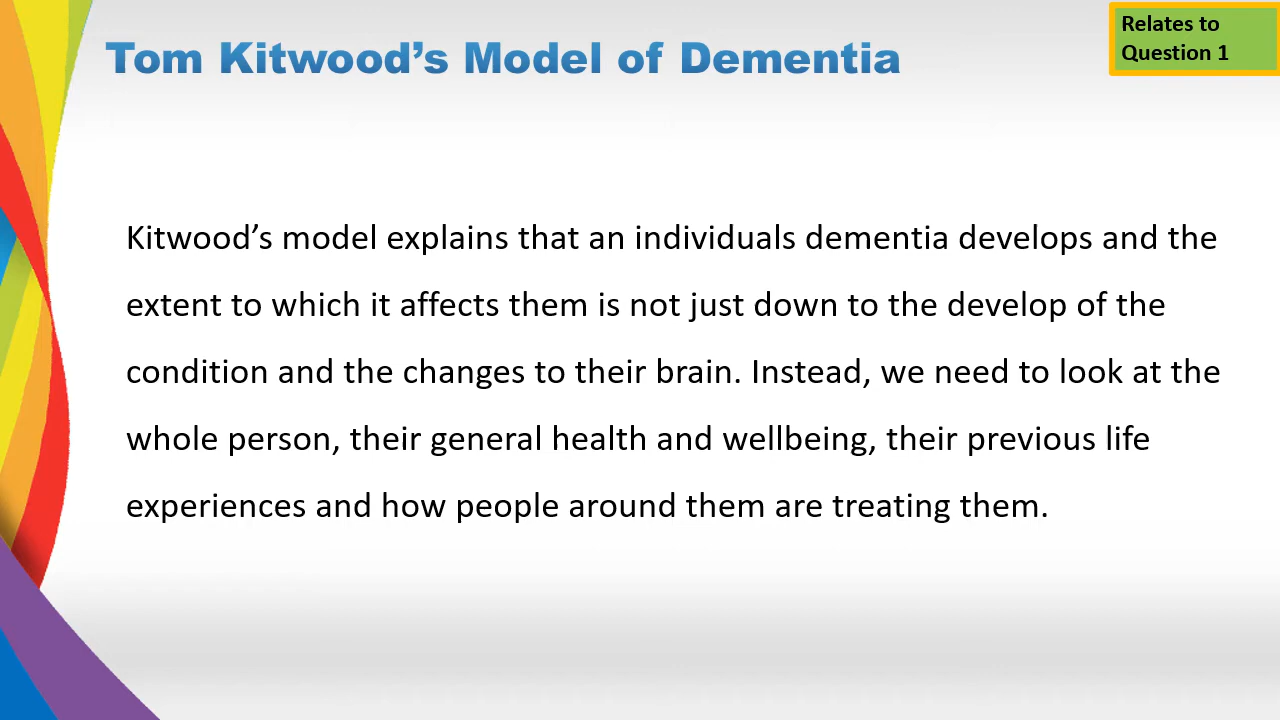 Tom Kitwood’s Model of Dementia
Relates to
Question 1
Kitwood’s model explains that an individuals dementia develops and the
extent to which it affects them is not just down to the develop of the
condition and the changes to their brain. Instead, we need to look at the
whole person, their general health and wellbeing, their previous life
experiences and how people around them are treating them.